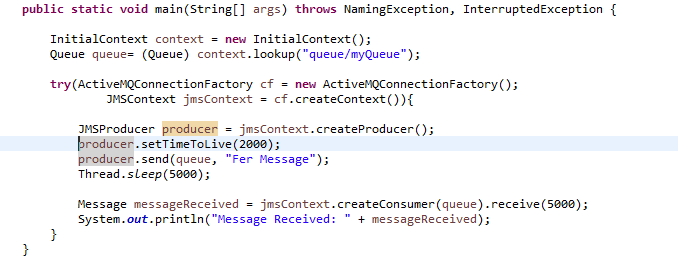 public static void main(String[] args) throws NamingException, InterruptedException {
InitialContext context = new InitialContext();
Queue queue= (Queue) context.lookup("queue/myQueue");
try(ActiveMQConnectionFactory cf = new ActiveMQConnectionFactory();
JMSContext jmsContext = cf.createContext()){
JMSProducer producer = jmsContext.createProducer();
producer.setTimeToLive(2000);
producer.send(queue, "Fer Message");
Thread.sleep(5000);
Message messageReceived = jmsContext.createConsumer(queue).receive(5000);
System.out.println("Message Received: " + messageReceived);
}
}